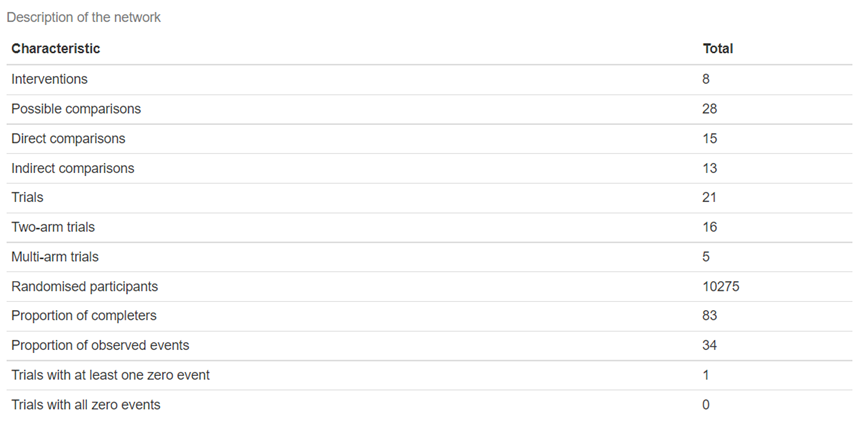 Description of the network
Characteristic Total
Interventions 8
Possible comparisons 28
Direct comparisons 15
Indirect comparisons 13
Trials 21
Two-arm trials 16
Multi-arm trials 5
Randomised participants 10275
Proportion of completers 83
Proportion of observed events 34
Trials with at least one zero event 1
Trials with all zero events 0